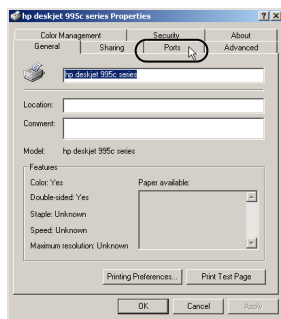 hp deskjet 995c series Properties
Color Management Security About
General Sharing Ports Advanced
hp deskjet 995c series
Location:
Comment:
Model: hp deskjet 995c series
Features
Color: Yes Paper available:
Double-sided: Yes
Staple: Unknown
Speed: Unknown
Maximum resolution: Unknown
Printing Preferences... Print Test Page
OK Cancel Apply